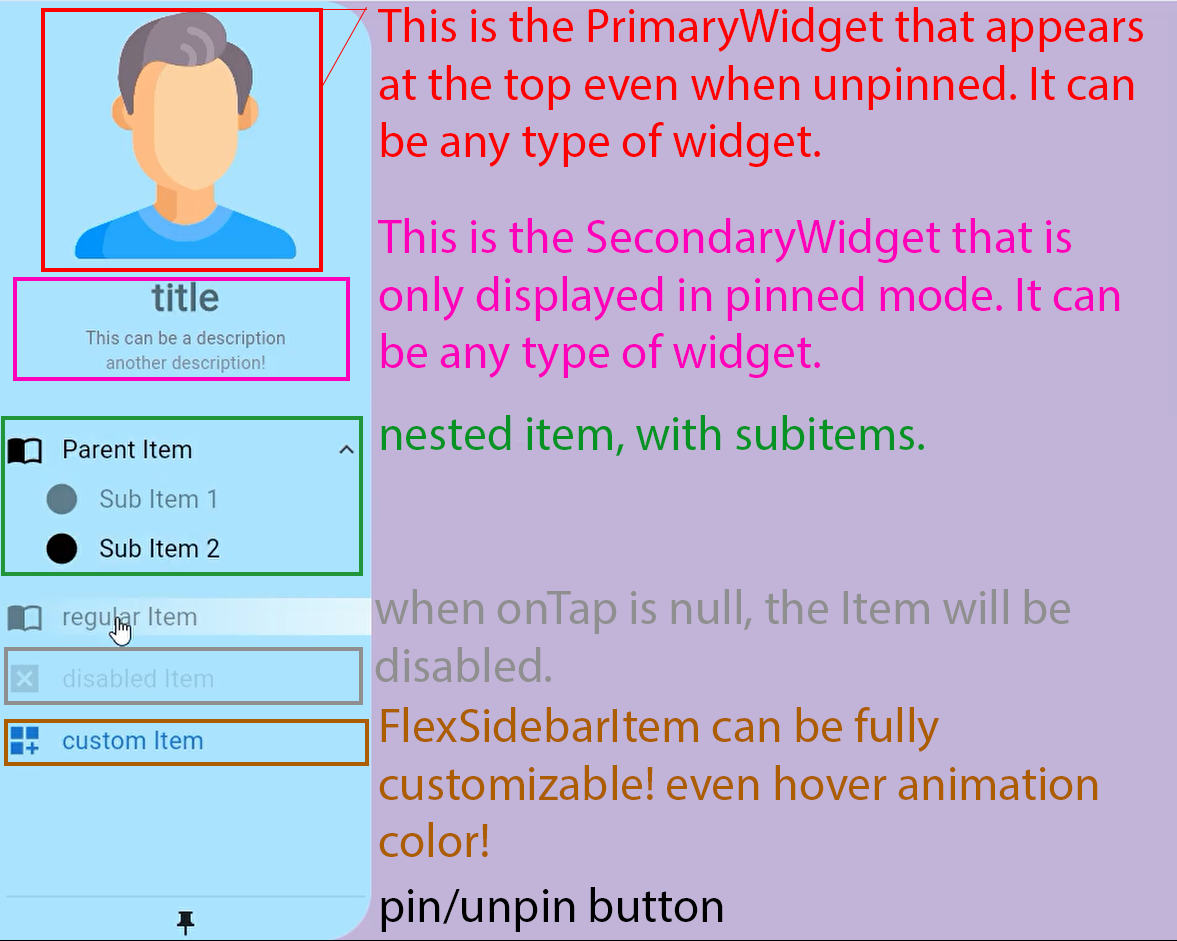 This is the PrimaryWidget that appears
at the top even when unpinned. It can
be any type of widget.
This is the SecondaryWidget that is
only displayed in pinned mode. It can
be any type of widget.
title
This can be a description
another description!
nested item, with subitems.
Parent Item
Sub Item 1
Sub Item 2
regular Item
when onTap is null, the Item will be
disabled.
disabled Item
FlexSidebarItem can be fully
customizable! even hover animation
color!
custom Item
pin/unpin button